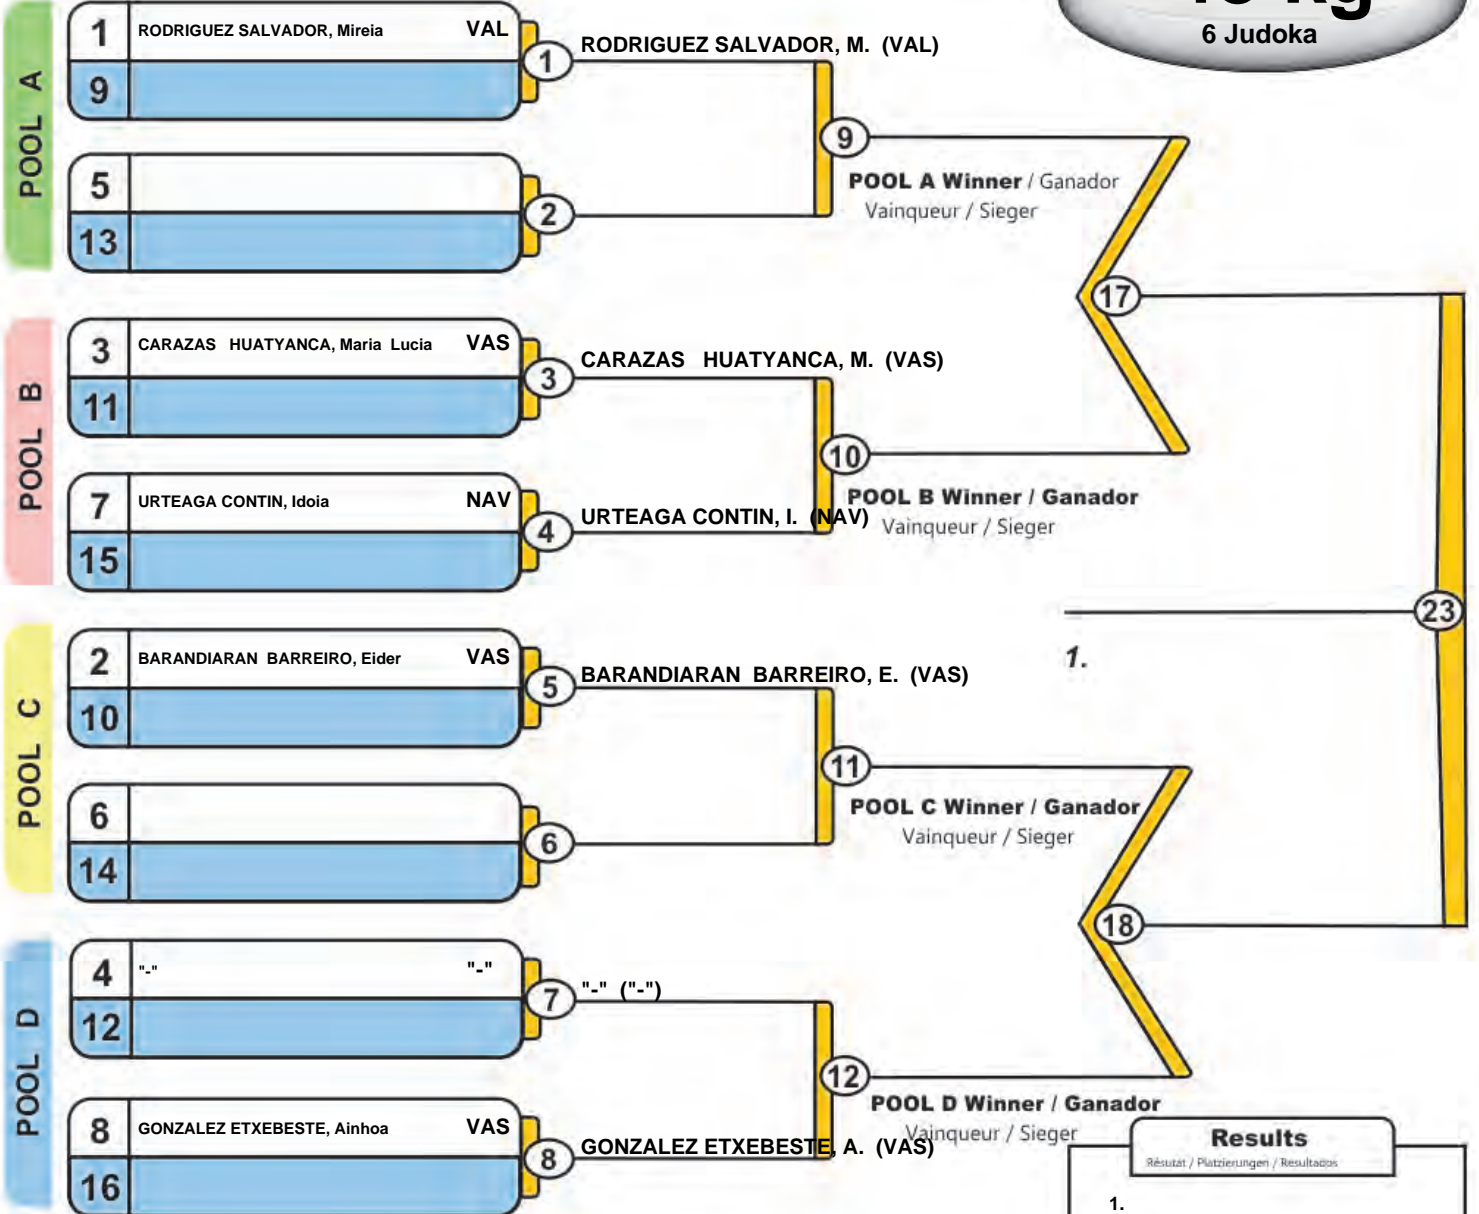 kg
6 Judoka
POOL A
1 RODRIGUEZ SALVADOR, Mireia VAL
9
1 RODRIGUEZ SALVADOR, M. (VAL)
5
13
2
9
POOL A Winner / Ganador
Vainqueur / Sieger
17
POOL B
3 CARAZAS HUATYANCA, Maria Lucia VAS
11
3 CARAZAS HUATYANCA, M. (VAS)
7 URTEAGA CONTIN, Idoia NAV
15
4 URTEAGA CONTIN, I. (NAV)
10
POOL B Winner / Ganador
Vainqueur / Sieger
23
1.
POOL C
2 BARANDIARAN BARREIRO, Eider VAS
10
5 BARANDIARAN BARREIRO, E. (VAS)
6
14
6
11
POOL C Winner / Ganador
Vainqueur / Sieger
18
POOL D
4 "-" "-"
12
7 "-" ("-")
8 GONZALEZ ETXEBESTE, Ainhoa VAS
16
8 GONZALEZ ETXEBESTE, A. (VAS)
12
POOL D Winner / Ganador
Vainqueur / Sieger
Results
Résutat / Platzierungen / Resultados
1.